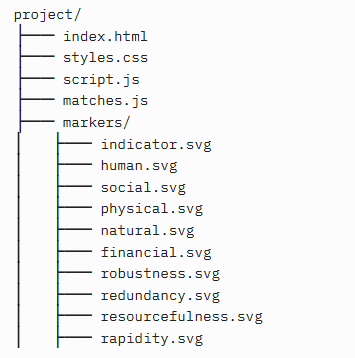 project/
├── index.html
├── styles.css
├── script.js
├── matches.js
├── markers/
│   ├── indicator.svg
│   ├── human.svg
│   ├── social.svg
│   ├── physical.svg
│   ├── natural.svg
│   ├── financial.svg
│   ├── robustness.svg
│   ├── redundancy.svg
│   ├── resourcefulness.svg
│   ├── rapidity.svg